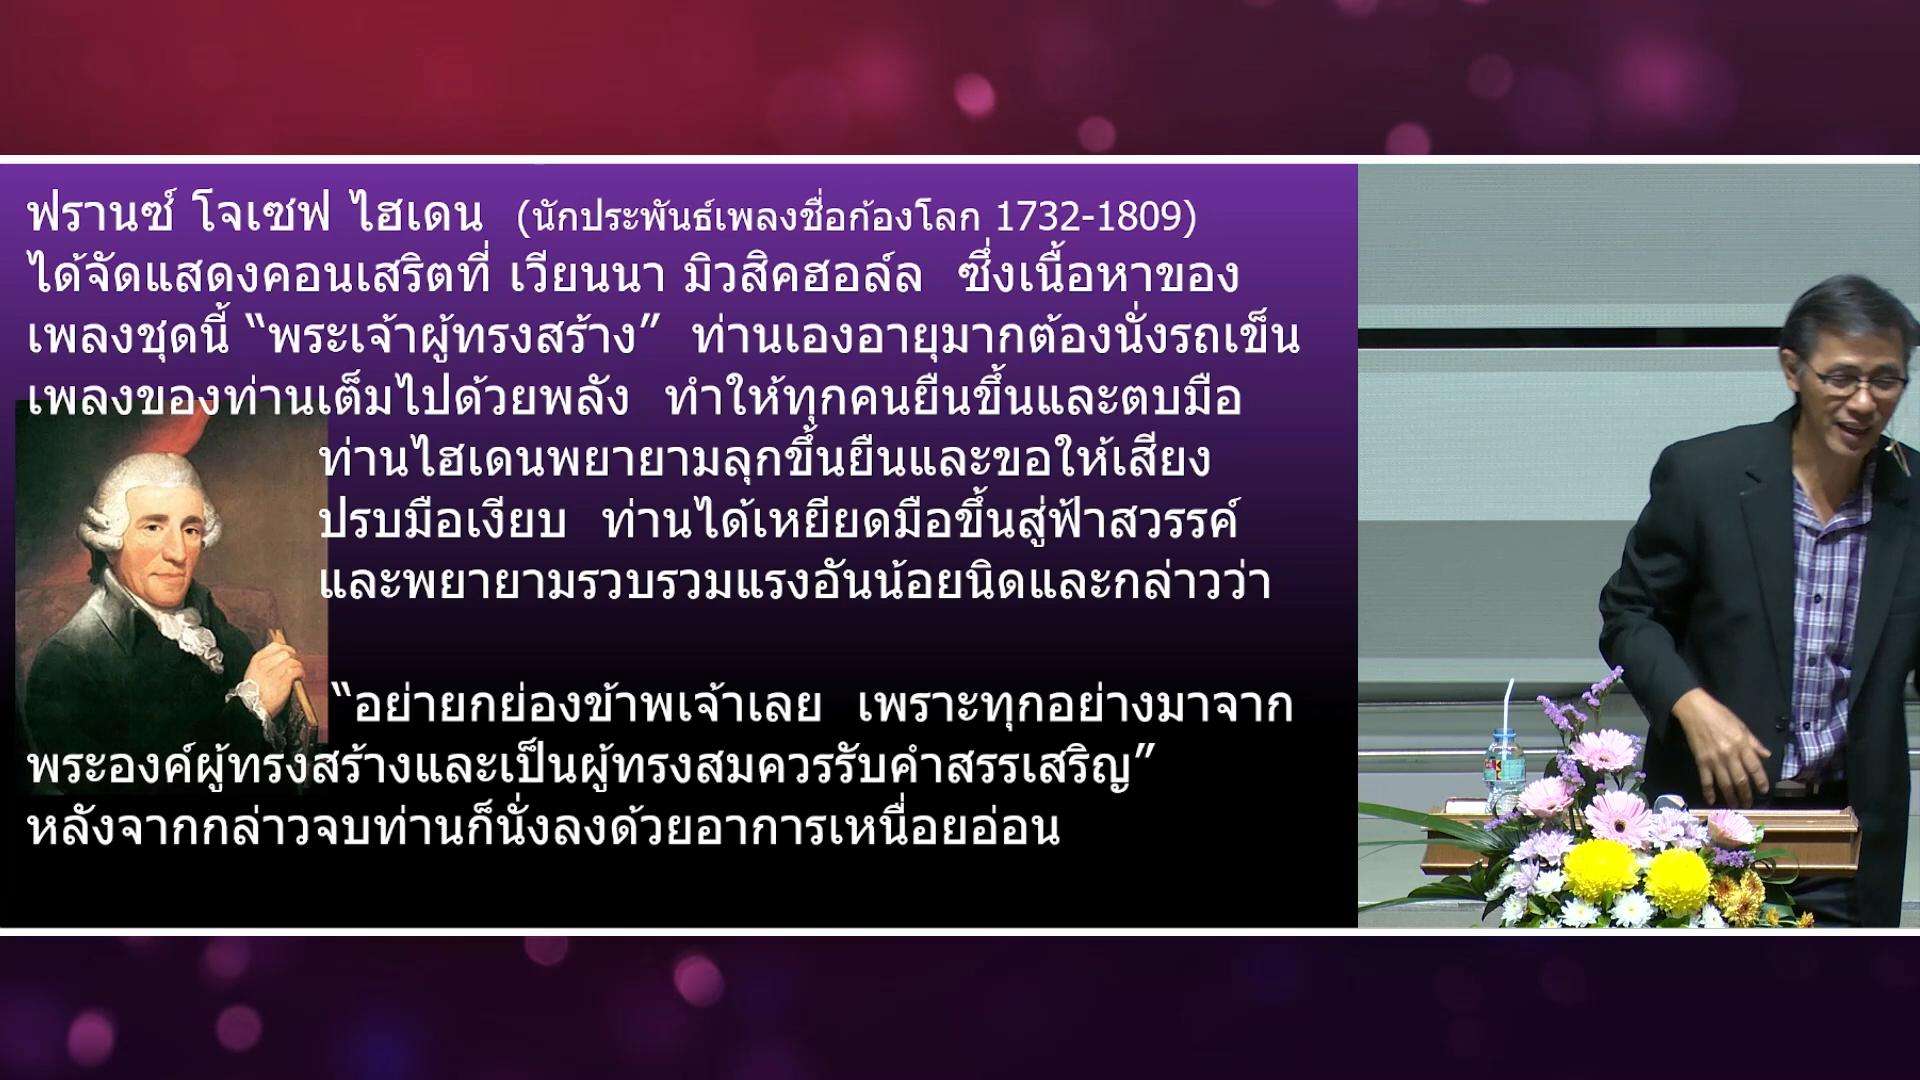 ฟรานซ์ โจเซฟ ไฮเดน (นักประพันธ์เพลงชื่อก้องโลก 1732-1809)
ได้จัดแสดงคอนเสริตที่ เวียนนา มิวสิคฮอล์ล ซึ่งเนื้อหาของ
เพลงชุดนี้ “พระเจ้าผู้ทรงสร้าง” ท่านเองอายุมากต้องนั่งรถเข็น
เพลงของท่านเต็มไปด้วยพลัง ทำให้ทุกคนยืนขึ้นและตบมือ
ท่านไฮเดนพยายามลุกขึ้นยืนและขอให้เสียง
ปรบมือเงียบ ท่านได้เหยียดมือขึ้นสู่ฟ้าสวรรค์
และพยายามรวบรวมแรงอันน้อยนิดและกล่าวว่า
“อย่ายกย่องข้าพเจ้าเลย เพราะทุกอย่างมาจาก
พระองค์ผู้ทรงสร้างและเป็นผู้ทรงสมควรรับคำสรรเสริญ”
หลังจากกล่าวจบท่านก็นั่งลงด้วยอาการเหนื่อยอ่อน